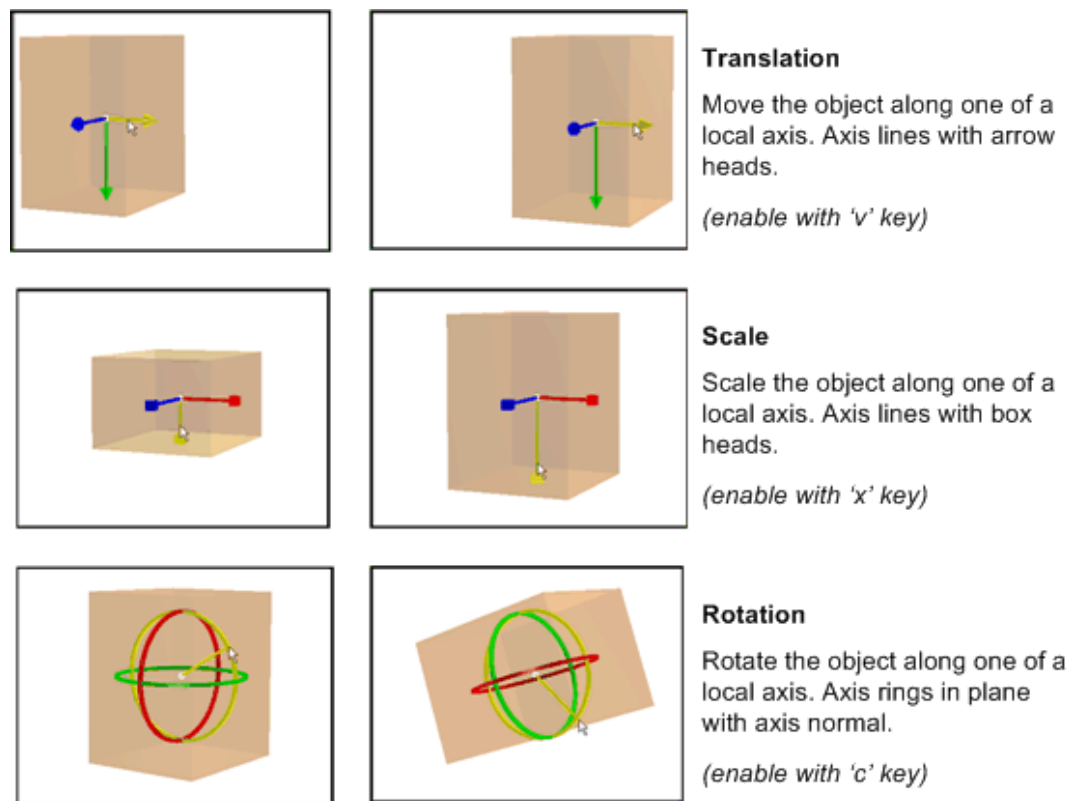 Translation
Move the object along one of a
local axis. Axis lines with arrow
heads.
(enable with ‘v’ key)
Scale
Scale the object along one of a
local axis. Axis lines with box
heads.
(enable with ‘x’ key)
Rotation
Rotate the object along one of a
local axis. Axis rings in plane
with axis normal.
(enable with ‘c’ key)